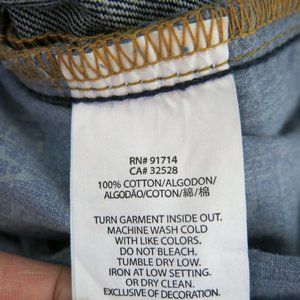 RN# 91714
CA# 32528
100% COTTON/ALGODON/
ALGODÃO/COTON/綿/棉
TURN GARMENT INSIDE OUT.
MACHINE WASH COLD
WITH LIKE COLORS.
DO NOT BLEACH.
TUMBLE DRY LOW.
IRON AT LOW SETTING.
OR DRY CLEAN.
EXCLUSIVE OF DECORATION.